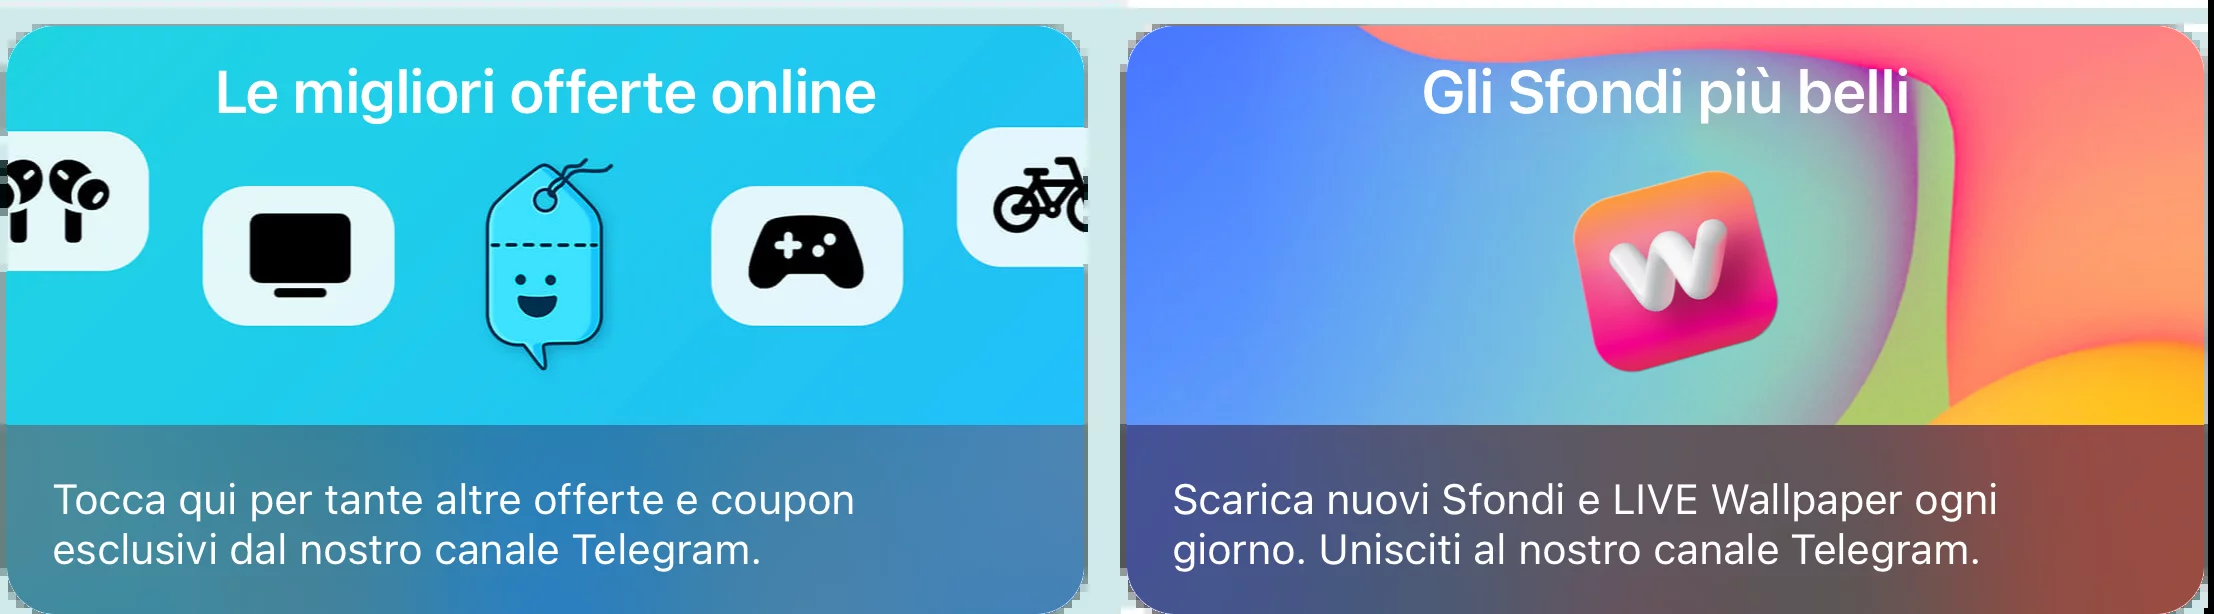 Le migliori offerte online
Tocca qui per tante altre offerte e coupon
esclusivi dal nostro canale Telegram.
Gli Sfondi più belli
W
Scarica nuovi Sfondi e LIVE Wallpaper ogni
giorno. Unisciti al nostro canale Telegram.